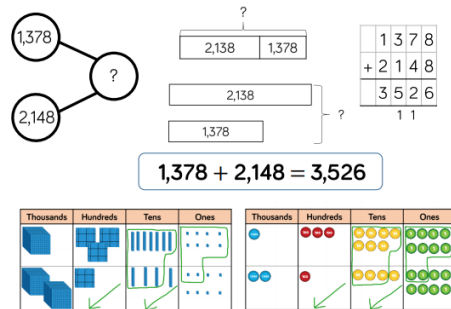 1,378
?
2,148
?
2,138 1,378
2,138
?
1,378
1 3 7 8
+ 2 1 4 8
3 5 2 6
1 1
1,378 + 2,148 = 3,526
Thousands Hundreds Tens Ones
Thousands Hundreds Tens Ones